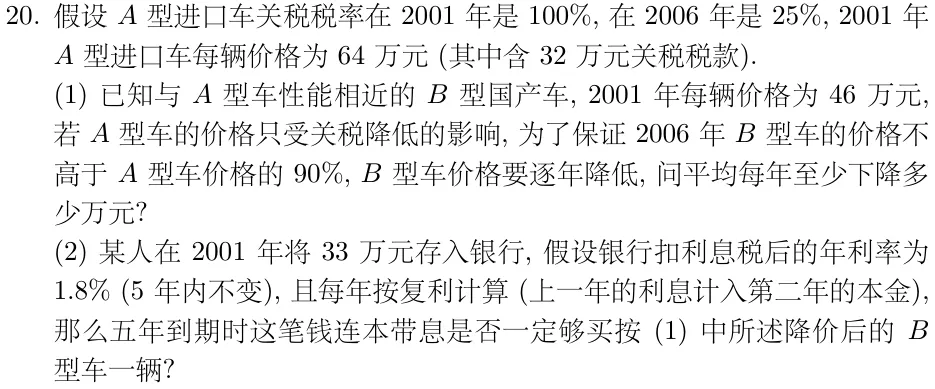 20. 假设 A 型进口车关税税率在 2001 年是 100%, 在 2006 年是 25%, 2001 年
A 型进口车每辆价格为 64 万元 (其中含 32 万元关税税款).
(1) 已知与 A 型车性能相近的 B 型国产车, 2001 年每辆价格为 46 万元,
若 A 型车的价格只受关税降低的影响, 为了保证 2006 年 B 型车的价格不
高于 A 型车价格的 90%, B 型车价格要逐年降低, 问平均每年至少下降多
少万元?
(2) 某人在 2001 年将 33 万元存入银行, 假设银行扣利息税后的年利率为
1.8% (5 年内不变), 且每年按复利计算 (上一年的利息计入第二年的本金),
那么五年到期时这笔钱连本带息是否一定够买按 (1) 中所述降价后的 B
型车一辆?